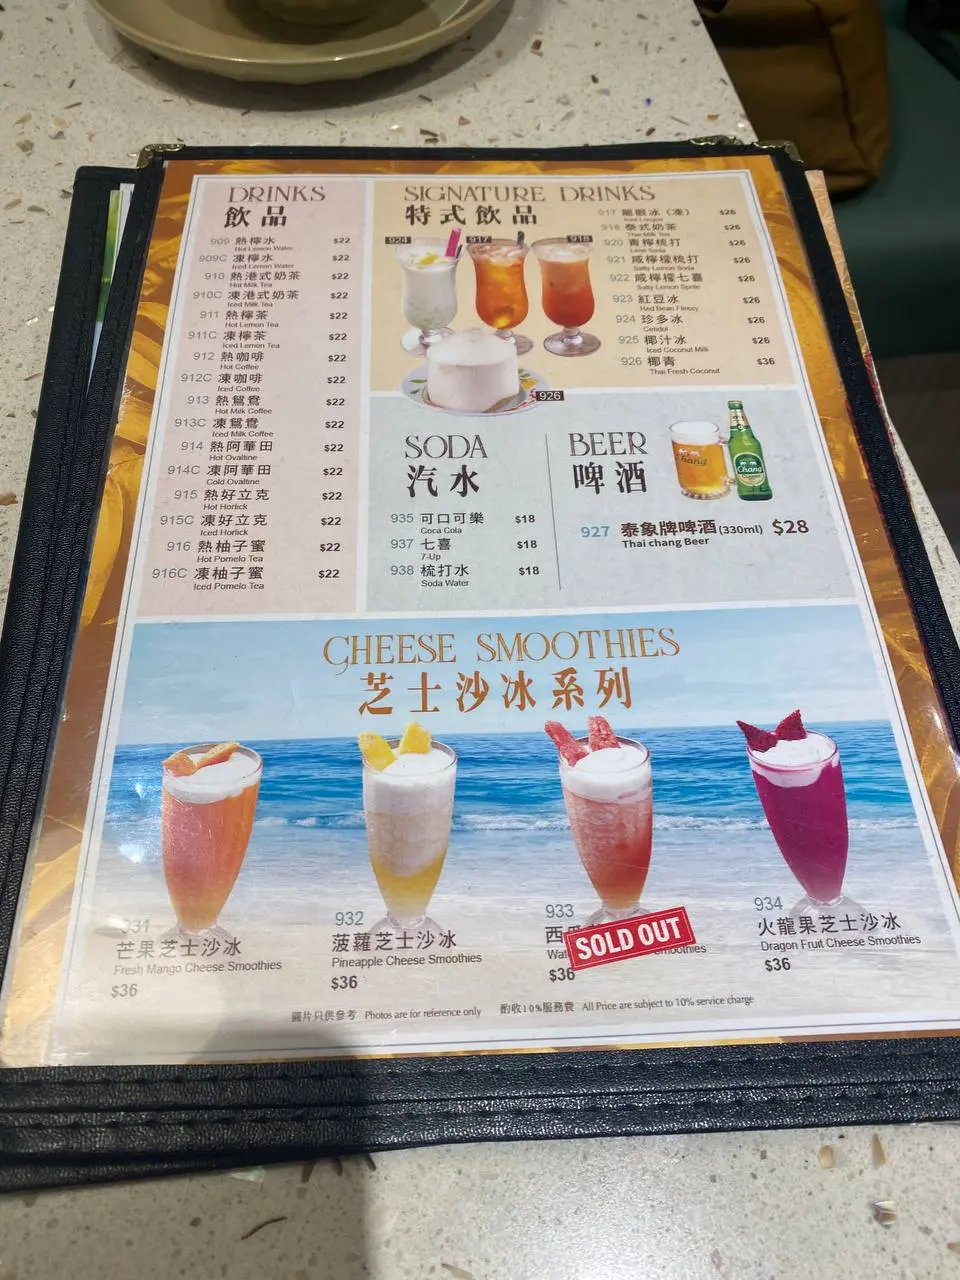 DRINKS
飲品
909 熱檸水 $22
Hot Lemon Water
909C 凍檸水 $22
Iced Lemon Water
910 熱港式奶茶 $22
Hot Milk Tea
910C 凍港式奶茶 $22
Iced Milk Tea
911 熱檸茶 $22
Hot Lemon Tea
911C 凍檸茶 $22
Iced Lemon Tea
912 熱咖啡 $22
Hot Coffee
912C 凍咖啡 $22
Iced Coffee
913 熱鴛鴦 $22
Hot Milk Coffee
913C 凍鴛鴦 $22
Iced Milk Coffee
914 熱阿華田 $22
Hot Ovaltine
914C 凍阿華田 $22
Cold Ovaltine
915 熱好立克 $22
Hot Horlick
915C 凍好立克 $22
Iced Horlick
916 熱柚子蜜 $22
Hot Pomelo Tea
916C 凍柚子蜜 $22
Iced Pomelo Tea
SIGNATURE DRINKS
特式飲品
924
917
918
926
917 龍眼冰（凍） $26
Iced Longan
918 泰式奶茶 $26
Thai Milk Tea
920 青檸梳打 $26
Lime Soda
921 咸檸檬梳打 $26
Salty Lemon Soda
922 咸檸檬七喜 $26
Salty Lemon Sprite
923 紅豆冰 $26
Red Bean Fleecy
924 珍多冰 $26
Cendol
925 椰汁冰 $26
Iced Coconut Milk
926 椰青 $36
Thai Fresh Coconut
SODA
汽水
935 可口可樂 $18
Coca Cola
937 七喜 $18
7-Up
938 梳打水 $18
Soda Water
BEER
啤酒
Chang
Chang
927 泰象牌啤酒(330ml) $28
Thai chang Beer
CHEESE SMOOTHIES
芝士沙冰系列
931
芒果芝士沙冰
Fresh Mango Cheese Smoothies
$36
932
菠蘿芝士沙冰
Pineapple Cheese Smoothies
$36
933
西
SOLD OUT
$36
934
火龍果芝士沙冰
Dragon Fruit Cheese Smoothies
$36
圖片只供參考 Photos are for reference only 酌收10%服務費 All Price are subject to 10% service charge